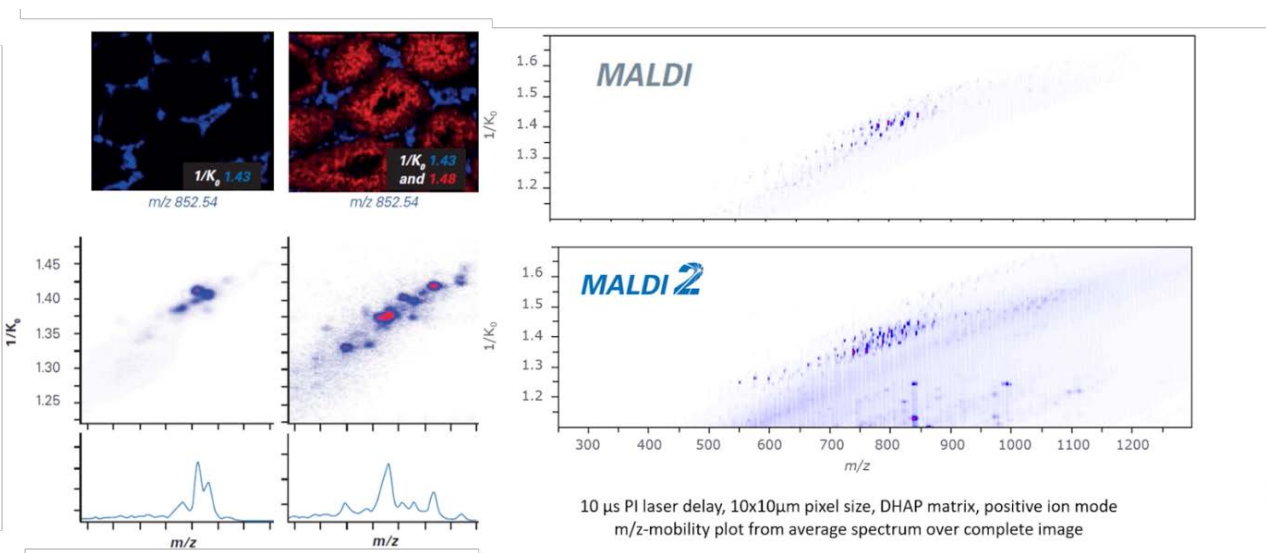 1/K₀ 1.43
m/z 852.54
1/K₀ 1.43
and 1.48
m/z 852.54
1/K₀
1.45
1.40
1.35
1.30
1.25
m/z
m/z
MALDI
1/K₀
1.6
1.5
1.4
1.3
1.2
MALDI 2
1/K₀
1.6
1.5
1.4
1.3
1.2
300 400 500 600 700 800 900 1000 1100 1200
m/z
10 µs PI laser delay, 10x10µm pixel size, DHAP matrix, positive ion mode
m/z-mobility plot from average spectrum over complete image